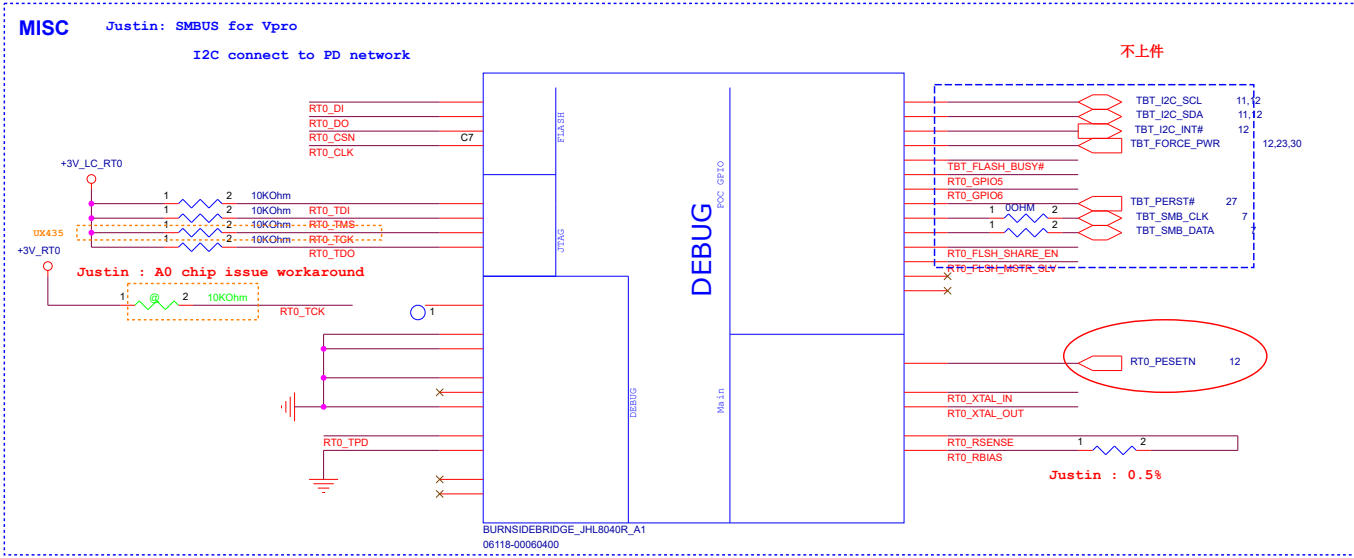 MISC
Justin: SMBUS for Vpro
I2C connect to PD network
不上件
RT0_DI
RT0_DO
RT0_CSN
C7
RT0_CLK
FLASH
+3V_LC_RT0
1 2 10KOhm
RT0_TDI
1 2 10KOhm
RT0_TMS
1 2 10KOhm
RT0_TCK
1 2 10KOhm
RT0_TDO
JTAG
UX435
+3V_RT0
Justin : A0 chip issue workaround
1 @ 2 10KOhm
RT0_TCK
1
DEBUG
RT0_TPD
DEBUG
POC GPIO
Main
TBT_I2C_SCL 11,12
TBT_I2C_SDA 11,12
TBT_I2C_INT# 12
TBT_FORCE_PWR 12,23,30
TBT_FLASH_BUSY#
RT0_GPIO5
RT0_GPIO6
TBT_PERST# 27
1 0OHM 2
TBT_SMB_CLK 7
1 2
TBT_SMB_DATA 7
RT0_FLSH_SHARE_EN
RT0_FLSH_MSTR_SLV
RT0_PESETN 12
RT0_XTAL_IN
RT0_XTAL_OUT
RT0_RSENSE
1 2
RT0_RBIAS
Justin : 0.5%
BURNSIDEBRIDGE_JHL8040R_A1
06118-00060400